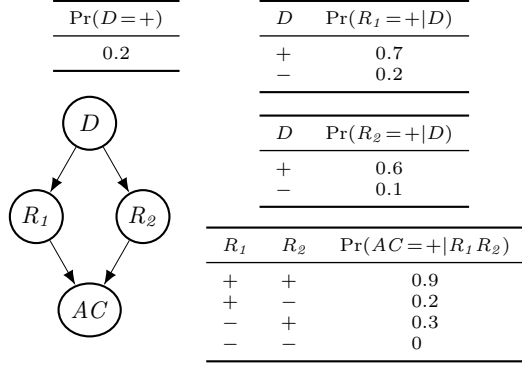 Pr(D=+)
0.2
D Pr(R₁=+|D)
+ 0.7
− 0.2
D Pr(R₂=+|D)
+ 0.6
− 0.1
D
R₁ R₂
AC
R₁ R₂ Pr(AC=+|R₁R₂)
+ + 0.9
+ − 0.2
− + 0.3
− − 0